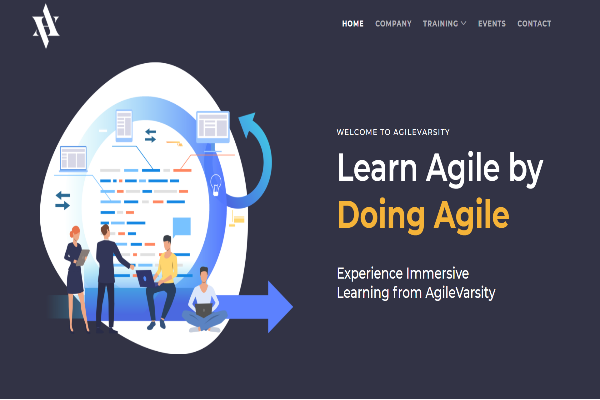 HOME COMPANY TRAINING EVENTS CONTACT
WELCOME TO AGILEVARSITY
Learn Agile by
Doing Agile
Experience Immersive
Learning from AgileVarsity